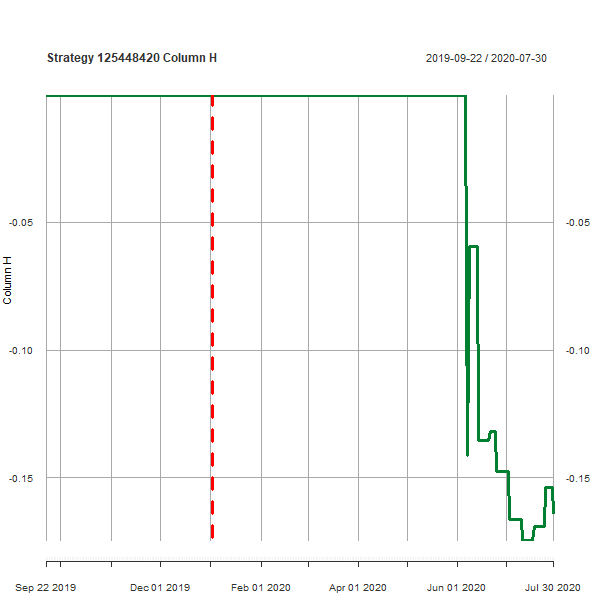 Strategy 125448420 Column H
2019-09-22 / 2020-07-30
-0.05
-0.05
Column H
-0.10
-0.10
-0.15
-0.15
Sep 22 2019
Dec 01 2019
Feb 01 2020
Apr 01 2020
Jun 01 2020
Jul 30 2020